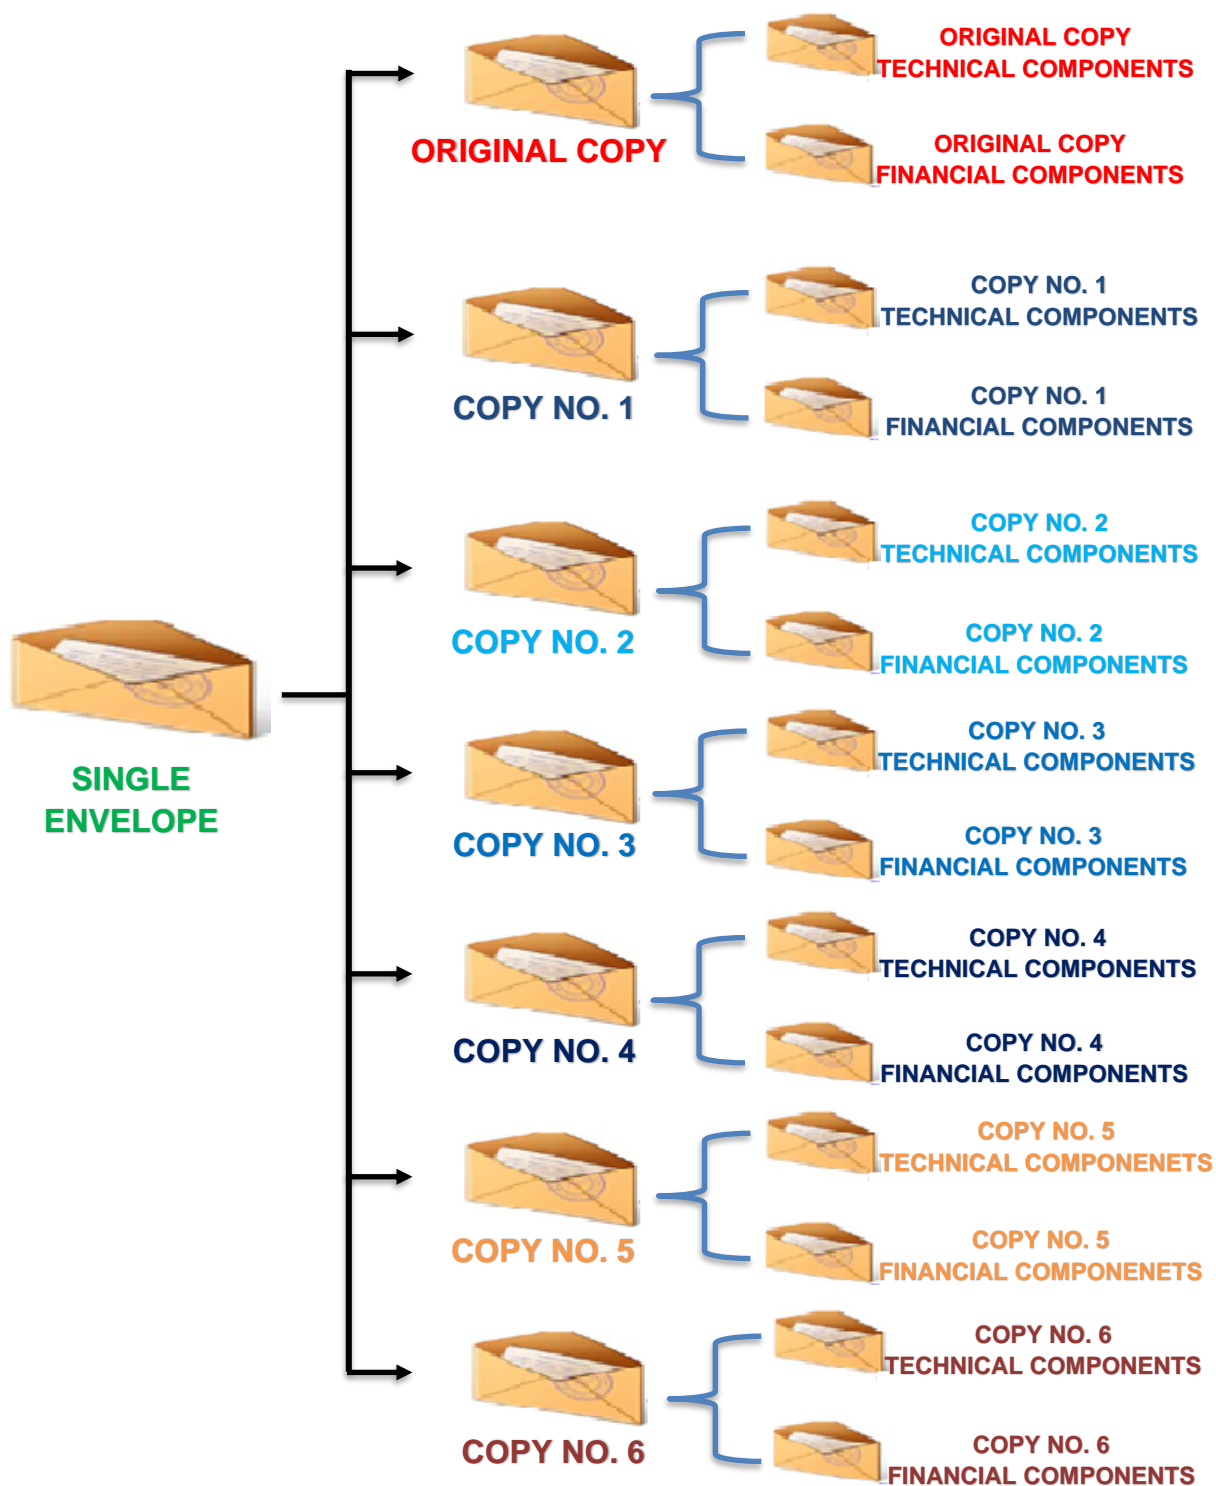 ORIGINAL COPY
TECHNICAL COMPONENTS
ORIGINAL COPY
ORIGINAL COPY
FINANCIAL COMPONENTS
COPY NO. 1
TECHNICAL COMPONENTS
COPY NO. 1
COPY NO. 1
FINANCIAL COMPONENTS
COPY NO. 2
TECHNICAL COMPONENTS
COPY NO. 2
COPY NO. 2
FINANCIAL COMPONENTS
SINGLE
ENVELOPE
COPY NO. 3
TECHNICAL COMPONENTS
COPY NO. 3
COPY NO. 3
FINANCIAL COMPONENTS
COPY NO. 4
TECHNICAL COMPONENTS
COPY NO. 4
COPY NO. 4
FINANCIAL COMPONENTS
COPY NO. 5
TECHNICAL COMPONENETS
COPY NO. 5
COPY NO. 5
FINANCIAL COMPONENETS
COPY NO. 6
TECHNICAL COMPONENTS
COPY NO. 6
COPY NO. 6
FINANCIAL COMPONENTS